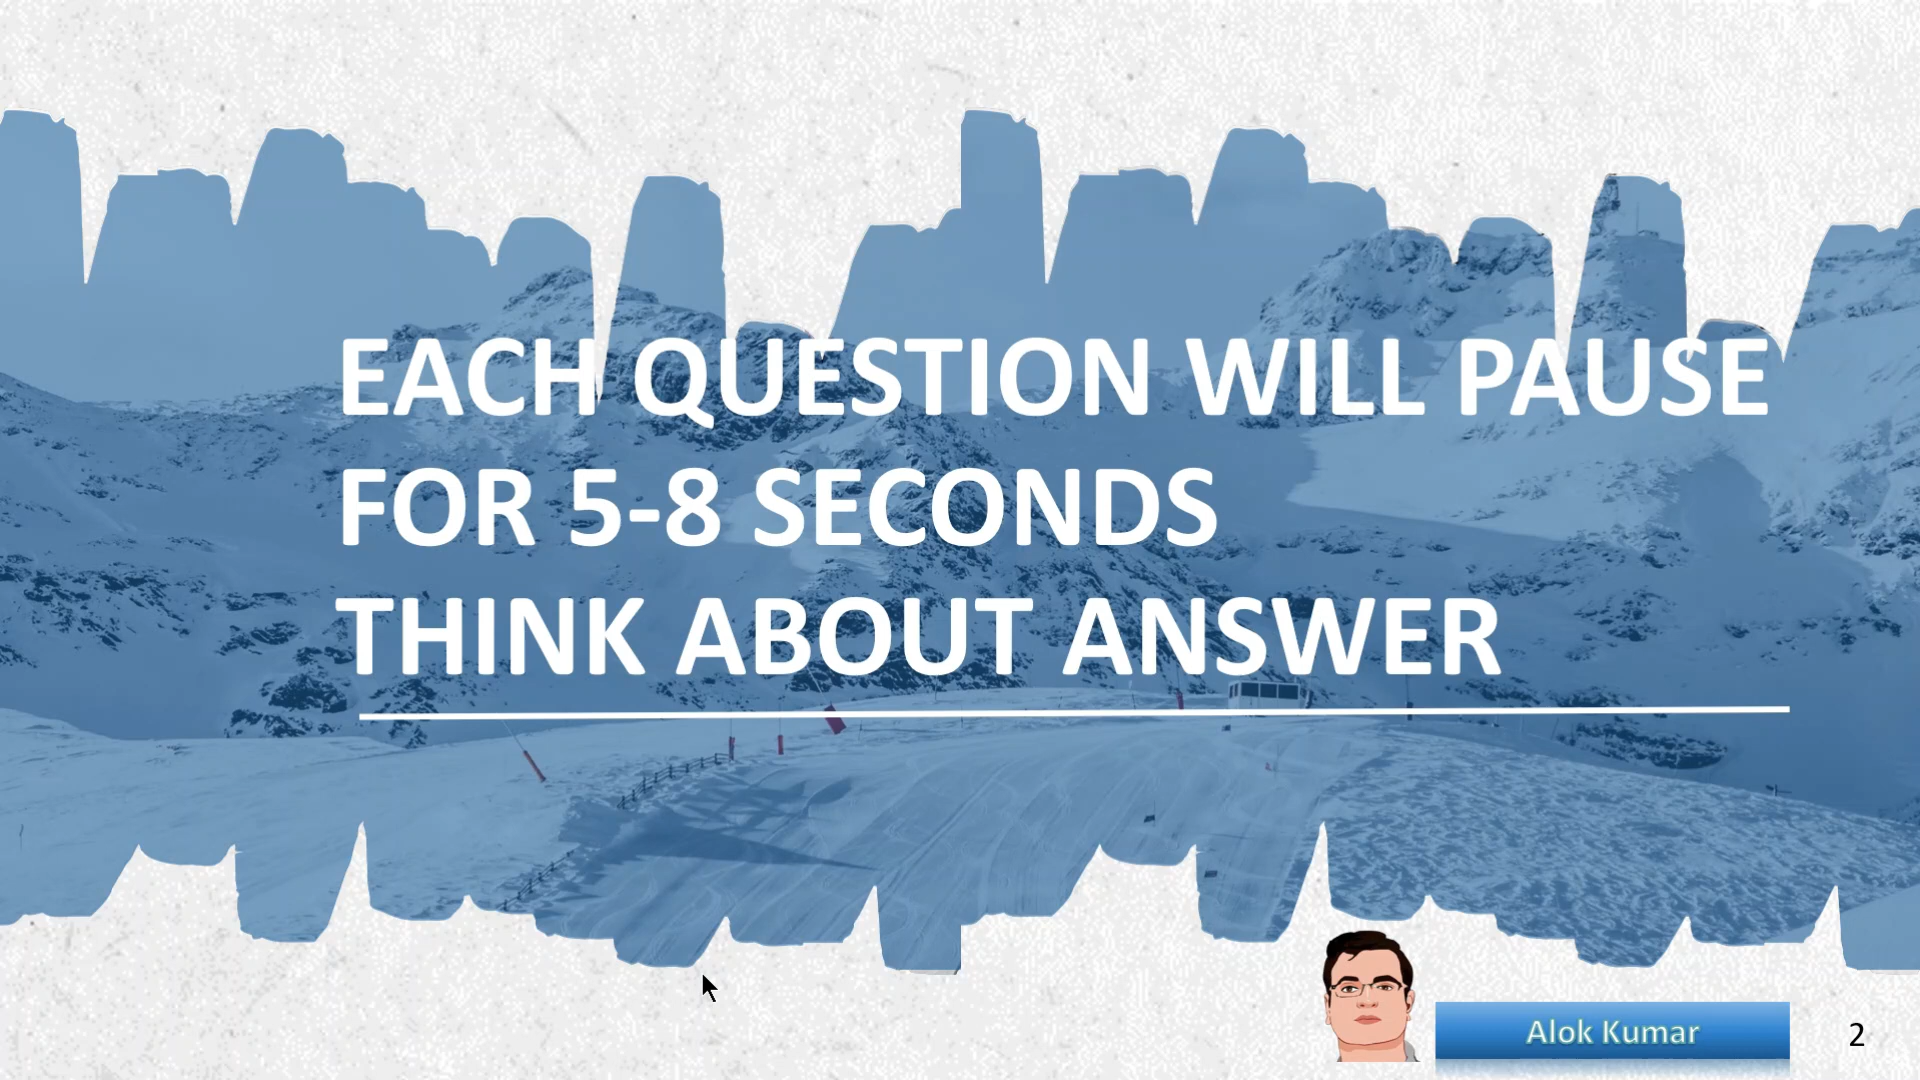 EACH QUESTION WILL PAUSE
FOR 5-8 SECONDS
THINK ABOUT ANSWER
Alok Kumar
2